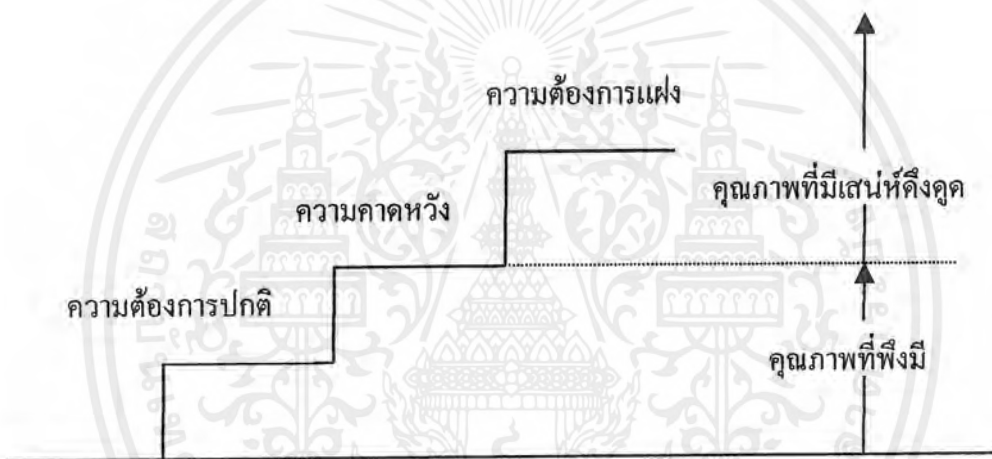 ความต้องการแฝง
คุณภาพที่มีเสน่ห์ดึงดูด
ความคาดหวัง
ความต้องการปกติ
คุณภาพที่พึงมี